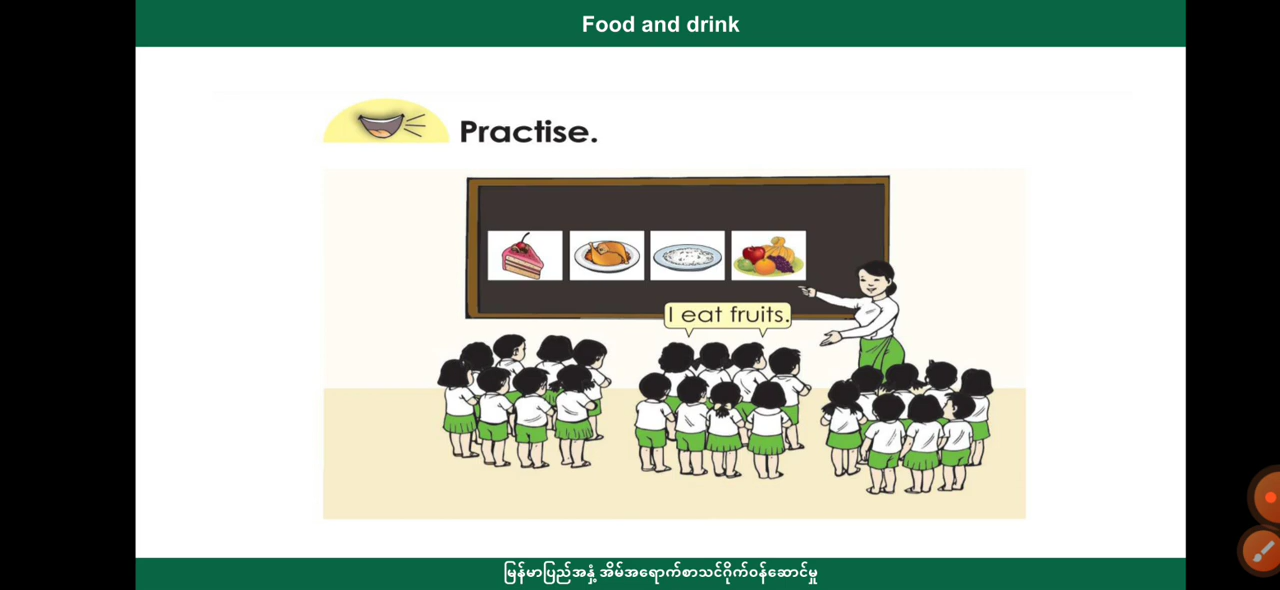 Food and drink
Practise.
I eat fruits.
မြန်မာပြည်အနှံ့ အိမ်အရောက်စာသင်ဂိုက်ဝန်ဆောင်မှု